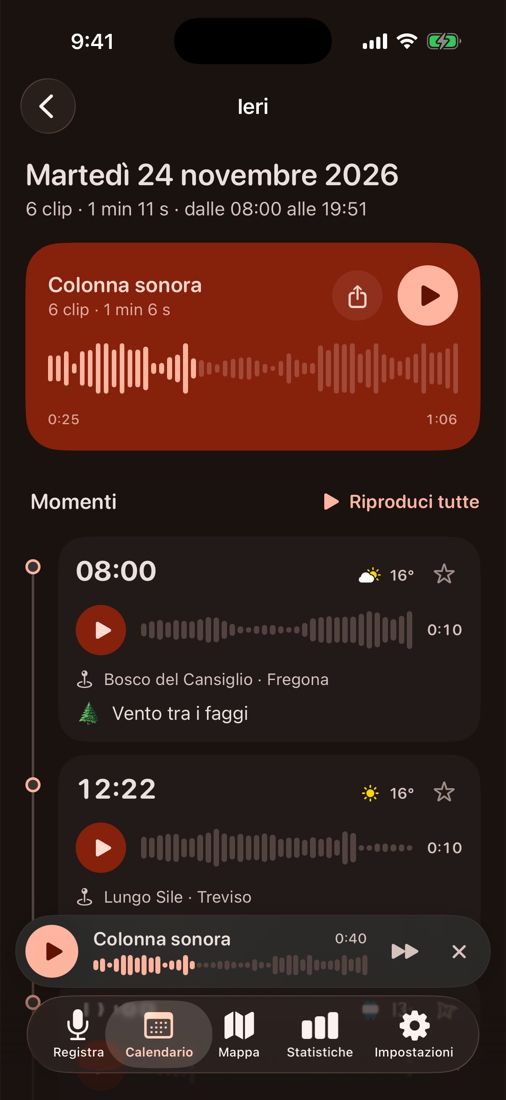 9:41
Ieri
Martedì 24 novembre 2026
6 clip · 1 min 11 s · dalle 08:00 alle 19:51
Colonna sonora
6 clip · 1 min 6 s
0:25
1:06
Momenti
Riproduci tutte
08:00
16°
0:10
Bosco del Cansiglio · Fregona
Vento tra i faggi
12:22
16°
0:10
Lungo Sile · Treviso
Colonna sonora
0:40
Registra
Calendario
Mappa
Statistiche
Impostazioni